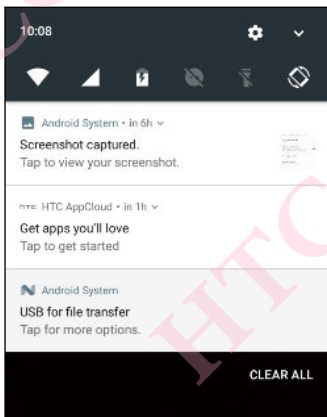 10:08
Android System • in 6h
Screenshot captured.
Tap to view your screenshot.
hTC HTC AppCloud • in 1h
Get apps you'll love
Tap to get started
Android System
USB for file transfer
Tap for more options.
CLEAR ALL
HTC